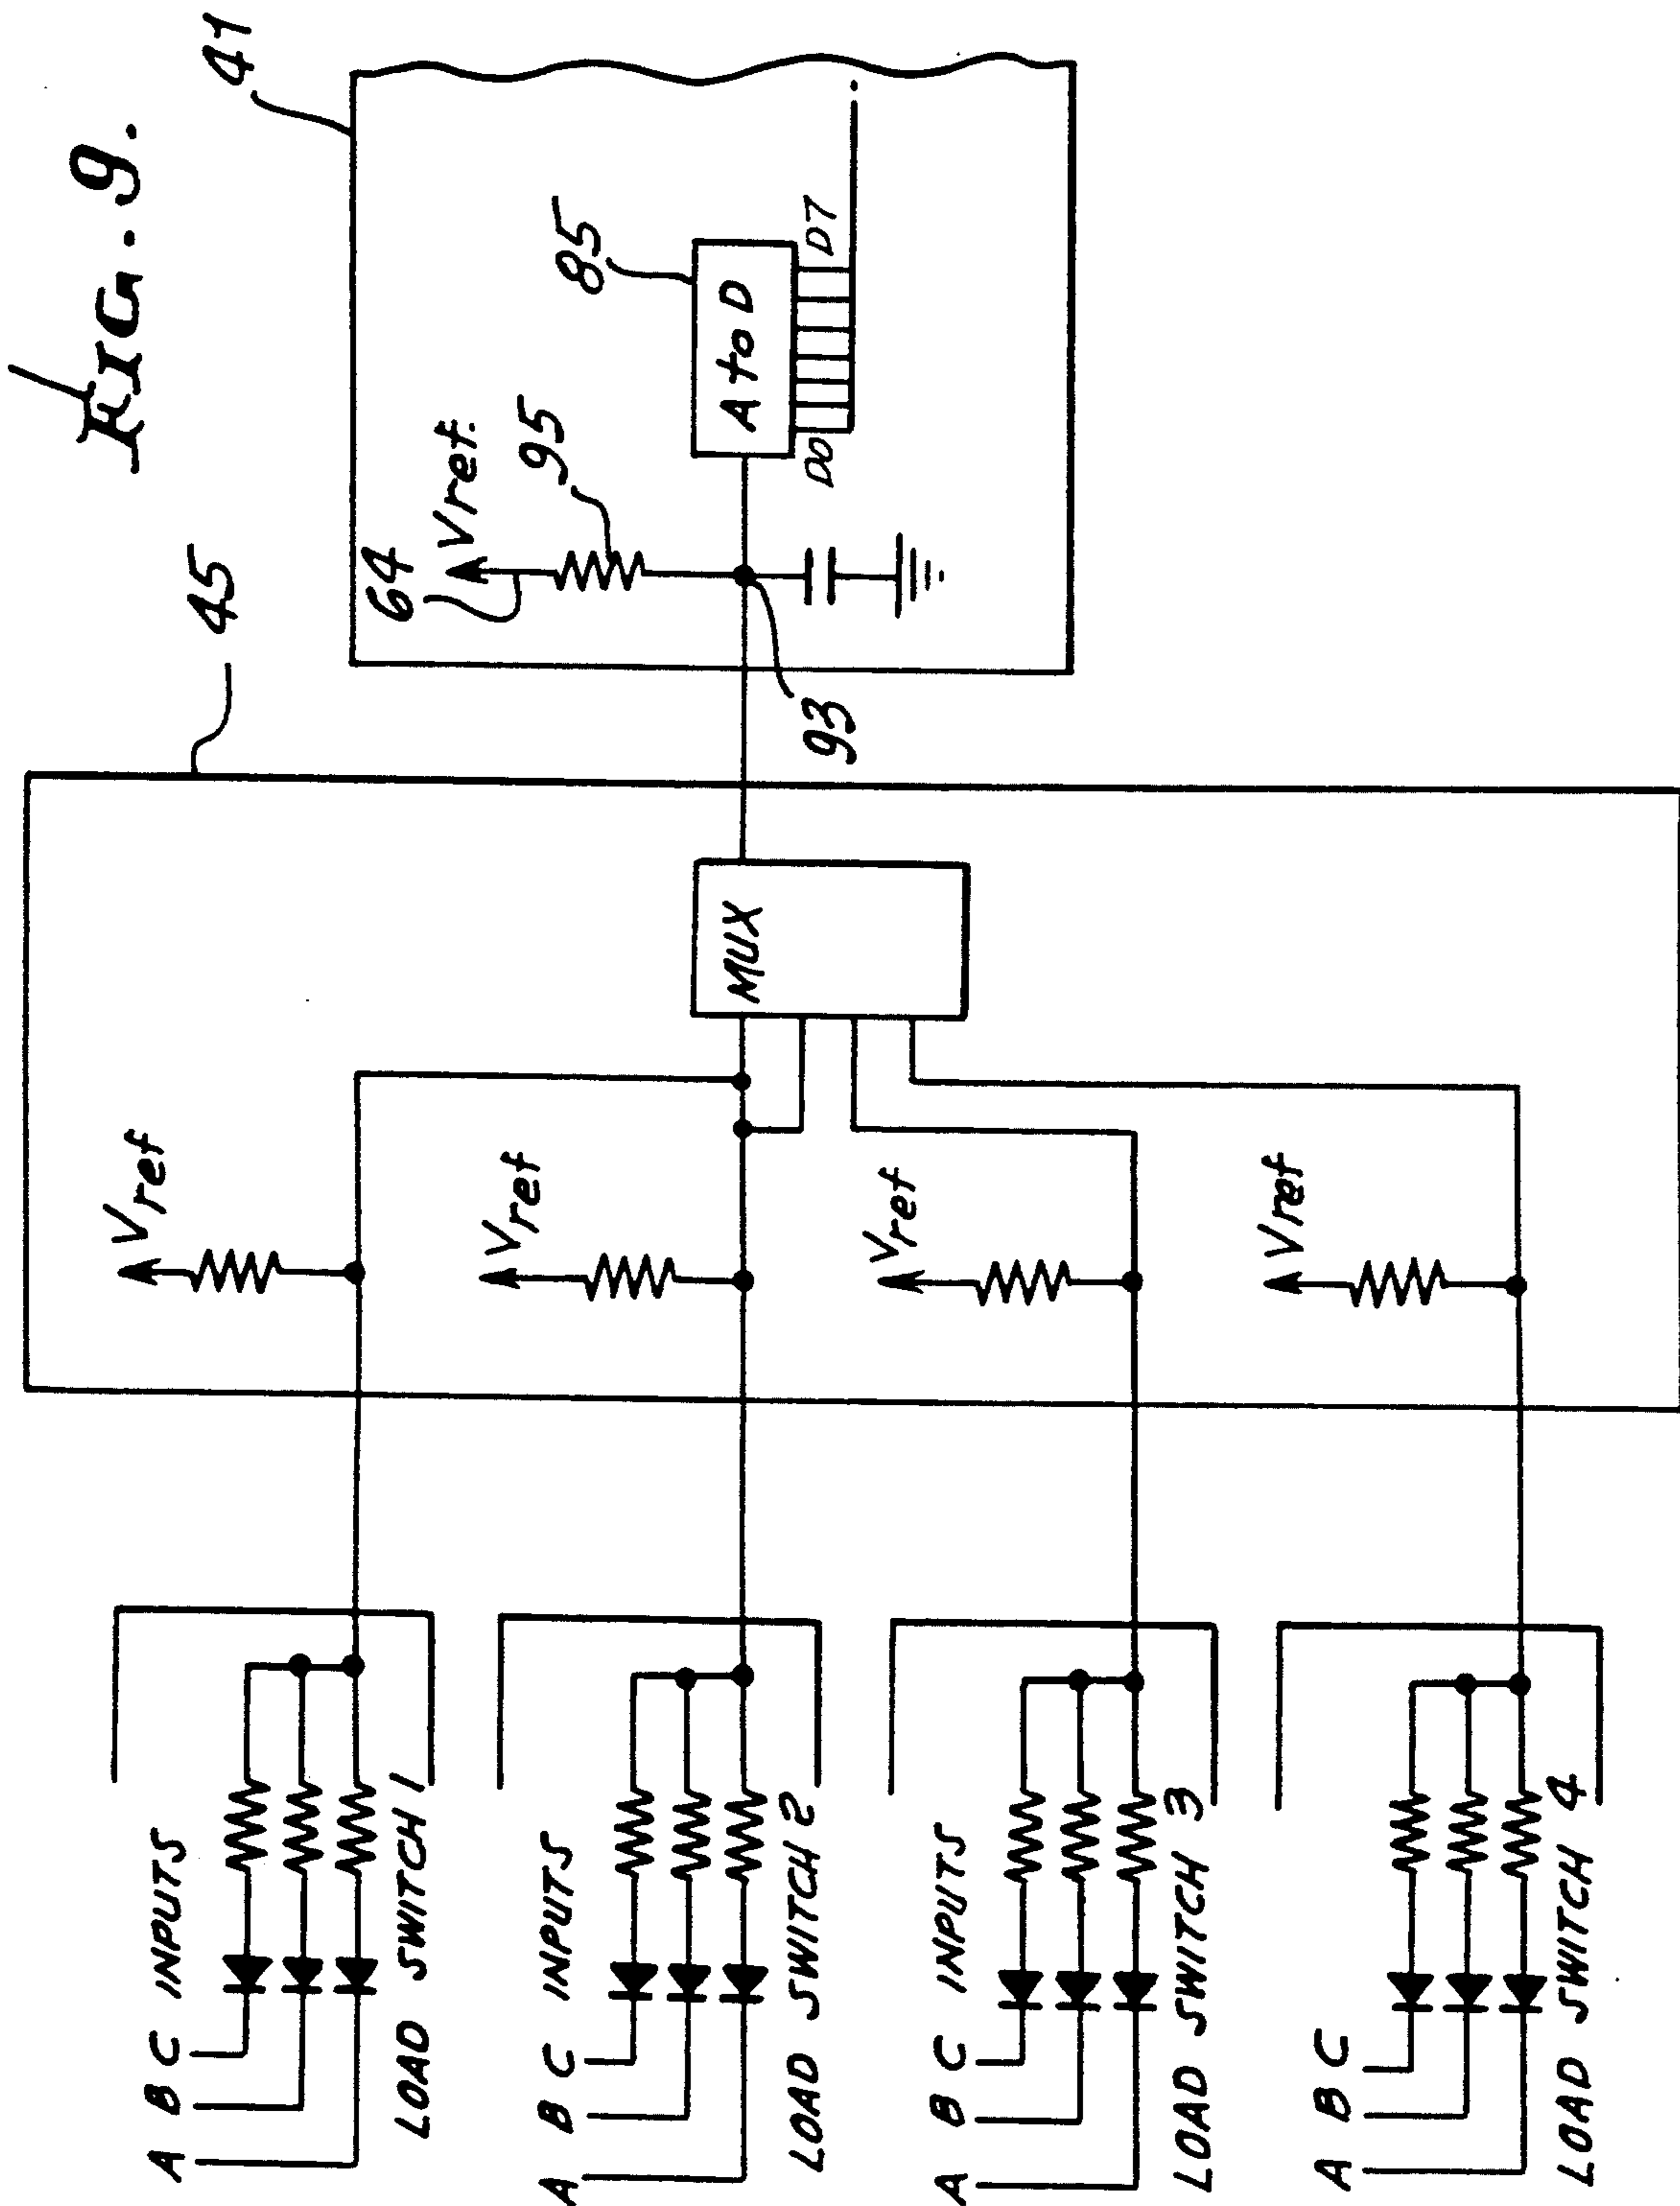 FIG. 9.
41
45
64
Vref.
95
85
A to D
D0
D7
93
MUX
Vref
Vref
Vref
Vref
A B C INPUTS
LOAD SWITCH 1
A B C INPUTS
LOAD SWITCH 2
A B C INPUTS
LOAD SWITCH 3
A B C
LOAD SWITCH 4